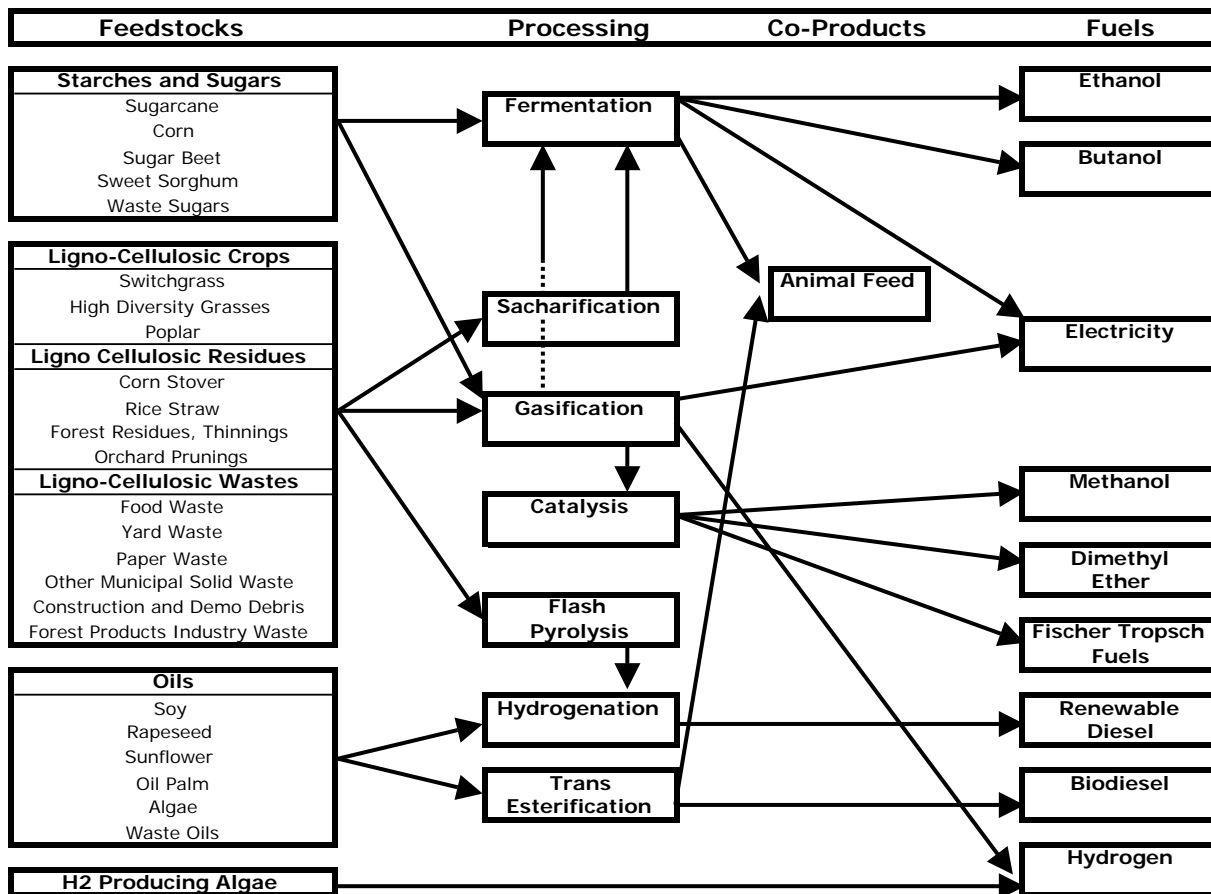 Feedstocks Processing Co-Products Fuels
Starches and Sugars
Sugarcane
Corn
Sugar Beet
Sweet Sorghum
Waste Sugars
Ligno-Cellulosic Crops
Switchgrass
High Diversity Grasses
Poplar
Ligno Cellulosic Residues
Corn Stover
Rice Straw
Forest Residues, Thinnings
Orchard Prunings
Ligno-Cellulosic Wastes
Food Waste
Yard Waste
Paper Waste
Other Municipal Solid Waste
Construction and Demo Debris
Forest Products Industry Waste
Oils
Soy
Rapeseed
Sunflower
Oil Palm
Algae
Waste Oils
H2 Producing Algae
Fermentation
Sacharification
Gasification
Catalysis
Flash
Pyrolysis
Hydrogenation
Trans
Esterification
Animal Feed
Ethanol
Butanol
Electricity
Methanol
Dimethyl
Ether
Fischer Tropsch
Fuels
Renewable
Diesel
Biodiesel
Hydrogen